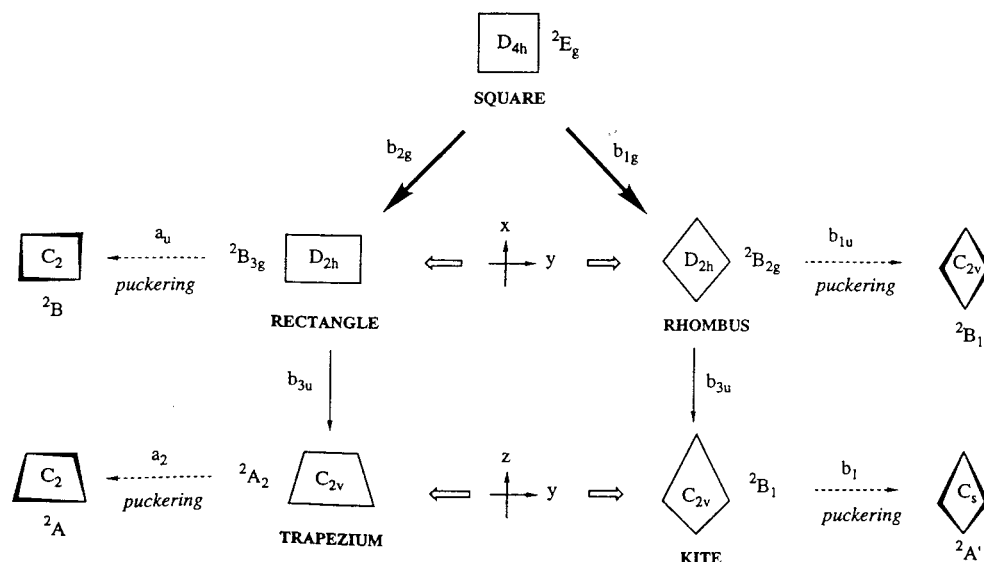 D4h 2Eg
SQUARE
b2g b1g
C2 au 2B3g D2h x y D2h 2B2g b1u C2v
puckering puckering
2B RECTANGLE RHOMBUS 2B1
b3u b3u
C2 a2 2A2 C2v z y C2v 2B1 b1 Cs
puckering puckering
2A TRAPEZIUM KITE 2A'